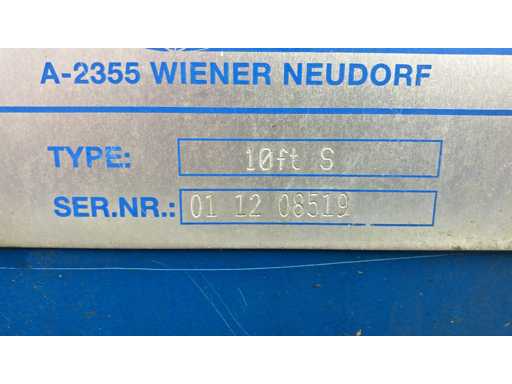 A-2355 WIENER NEUDORF
TYPE: 10ft S
SER.NR.: 01 12 08519